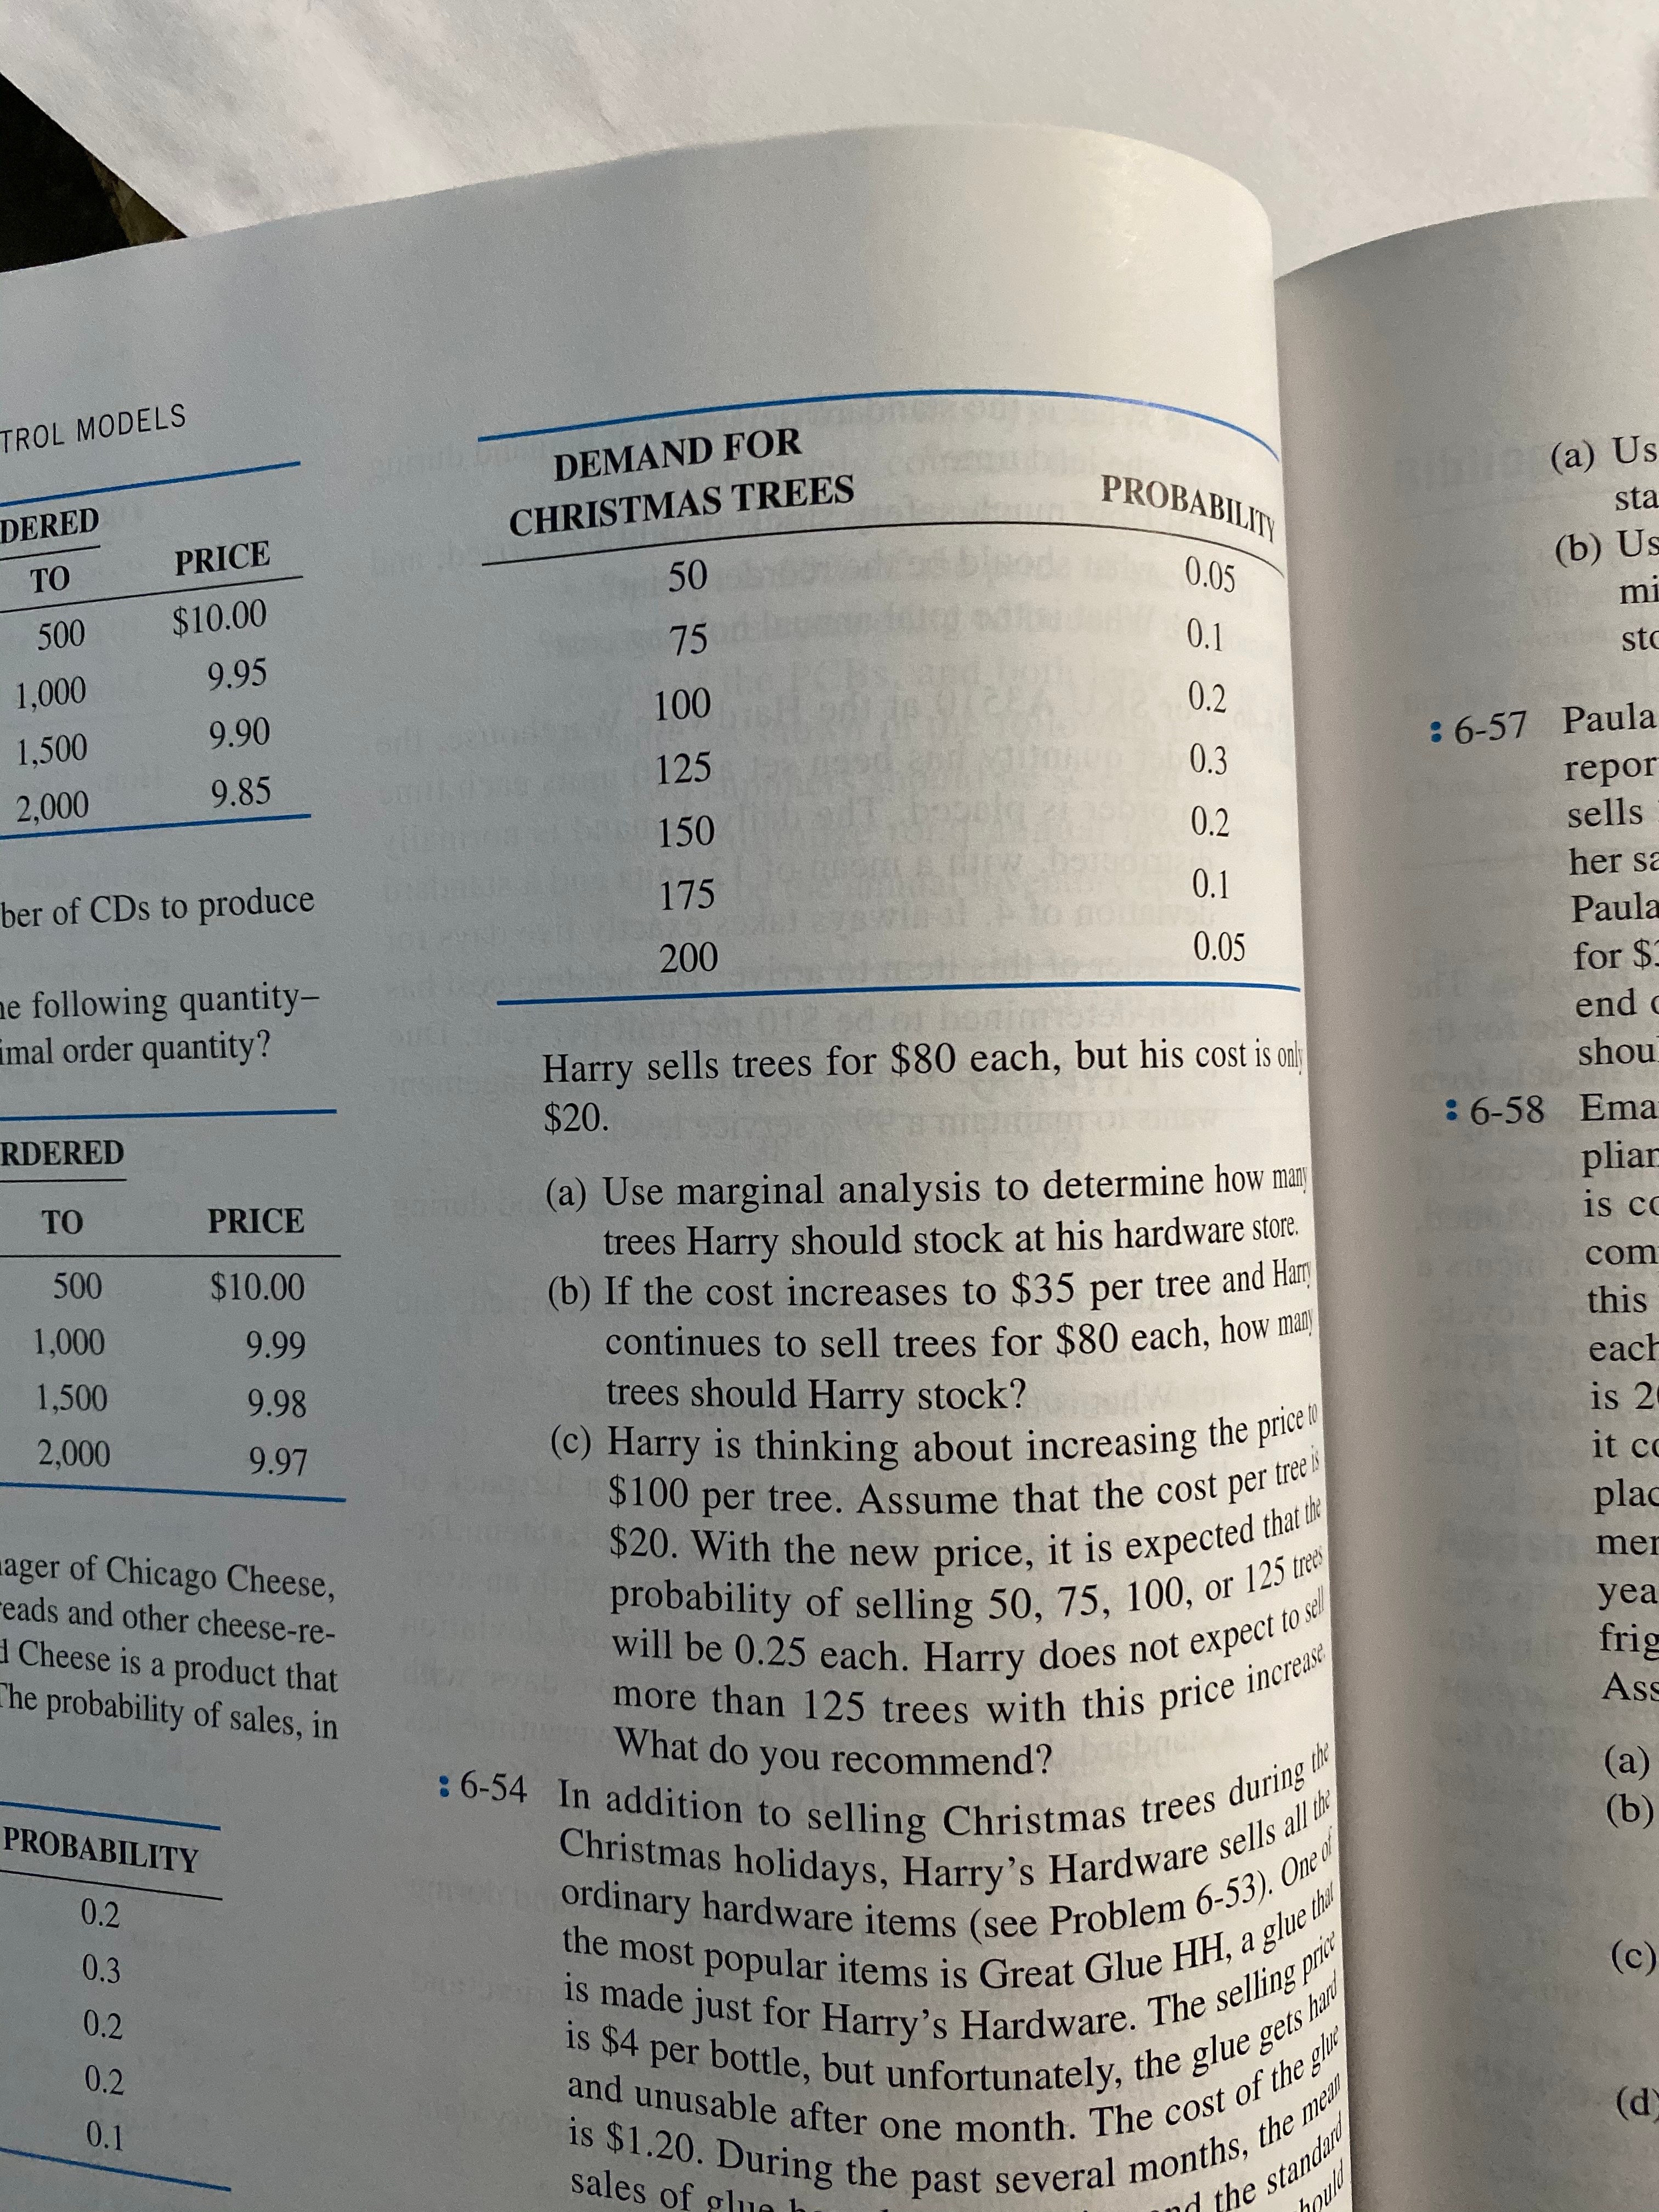 TROL MODELS
DERED
TO PRICE
500 $10.00
1,000 9.95
1,500 9.90
2,000 9.85
ber of CDs to produce
following quantity–
imal order quantity?
RDERED
TO PRICE
500 $10.00
1,000 9.99
1,500 9.98
2,000 9.97
ager of Chicago Cheese,
reads and other cheese-re-
d Cheese is a product that
The probability of sales, in
PROBABILITY
0.2
0.3
0.2
0.2
0.1
DEMAND FOR
CHRISTMAS TREES PROBABILITY
50 0.05
75 0.1
100 0.2
125 0.3
150 0.2
175 0.1
200 0.05
Harry sells trees for $80 each, but his cost is only
$20.
(a) Use marginal analysis to determine how many
trees Harry should stock at his hardware store.
(b) If the cost increases to $35 per tree and Harry
continues to sell trees for $80 each, how many
trees should Harry stock?
(c) Harry is thinking about increasing the price to
$100 per tree. Assume that the cost per tree is
$20. With the new price, it is expected that the
probability of selling 50, 75, 100, or 125 trees
will be 0.25 each. Harry does not expect to sell
more than 125 trees with this price increase.
What do you recommend?
: 6-54 In addition to selling Christmas trees during the
Christmas holidays, Harry's Hardware sells all the
ordinary hardware items (see Problem 6-53). One of
the most popular items is Great Glue HH, a glue that
is made just for Harry's Hardware. The selling price
is $4 per bottle, but unfortunately, the glue gets hard
and unusable after one month. The cost of the glue
is $1.20. During the past several months, the mean
sales of glue the standard
hould
(a) Us
sta
(b) Us
mi
sto
: 6-57 Paula
repor
sells
her sa
Paula
for $
end
shoul
: 6-58 Ema
plian
is co
com
this
each
is 20
it co
plac
mer
yea
frig
Ass
(a)
(b)
(c)
(d)